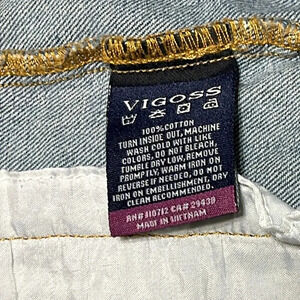 VIGOSS
100%COTTON
TURN INSIDE OUT, MACHINE
WASH COLD WITH LIKE
COLORS, DO NOT BLEACH,
TUMBLE DRY LOW, REMOVE
PROMPTLY, WARM IRON ON
REVERSE IF NEEDED, DO NOT
IRON ON EMBELLISHMENT, DRY
CLEAN RECOMMENDED.
RN# 110712 CA# 29439
MADE IN VIETNAM